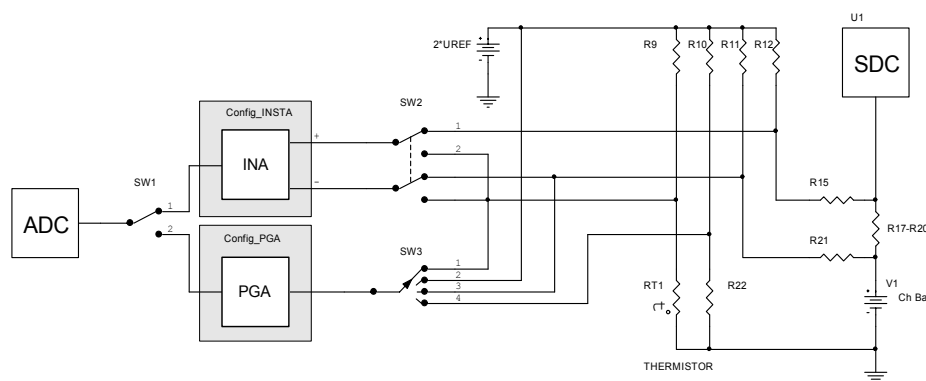 U1
2*UREF
R9 R10 R11 R12
SDC
+
-
Config_INSTA
SW2
+
1
INA
2
SW1
-
R15
ADC
1
2
Config_PGA
R17-R20
SW3
R21
1
2
PGA
3
4
RT1
R22
V1
+
Ch Ba
-
t°
THERMISTOR